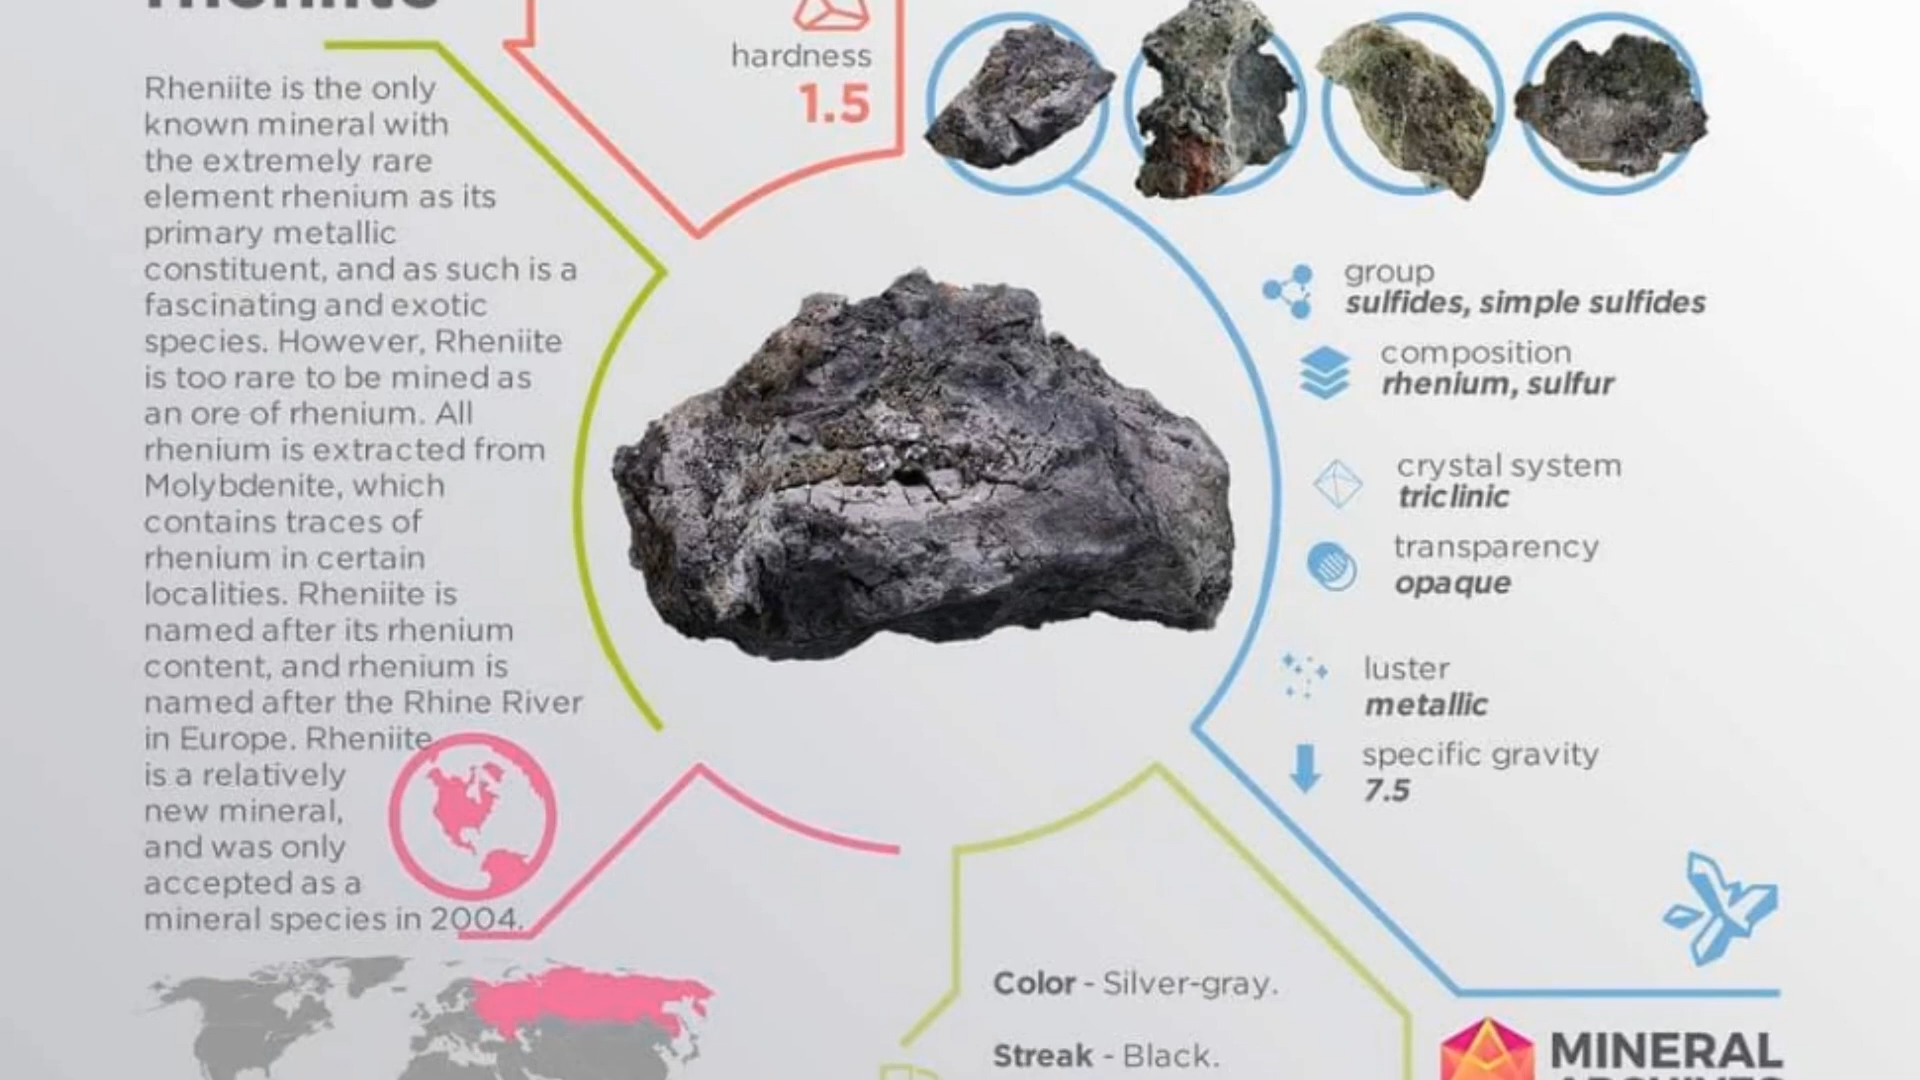 rheniite
Rheniite is the only
known mineral with
the extremely rare
element rhenium as its
primary metallic
constituent, and as such is a
fascinating and exotic
species. However, Rheniite
is too rare to be mined as
an ore of rhenium. All
rhenium is extracted from
Molybdenite, which
contains traces of
rhenium in certain
localities. Rheniite is
named after its rhenium
content, and rhenium is
named after the Rhine River
in Europe. Rheniite
is a relatively
new mineral,
and was only
accepted as a
mineral species in 2004.
hardness
1.5
group
sulfides, simple sulfides
composition
rhenium, sulfur
crystal system
triclinic
transparency
opaque
luster
metallic
specific gravity
7.5
Color - Silver-gray.
Streak - Black.
MINERAL
ARCHIVES